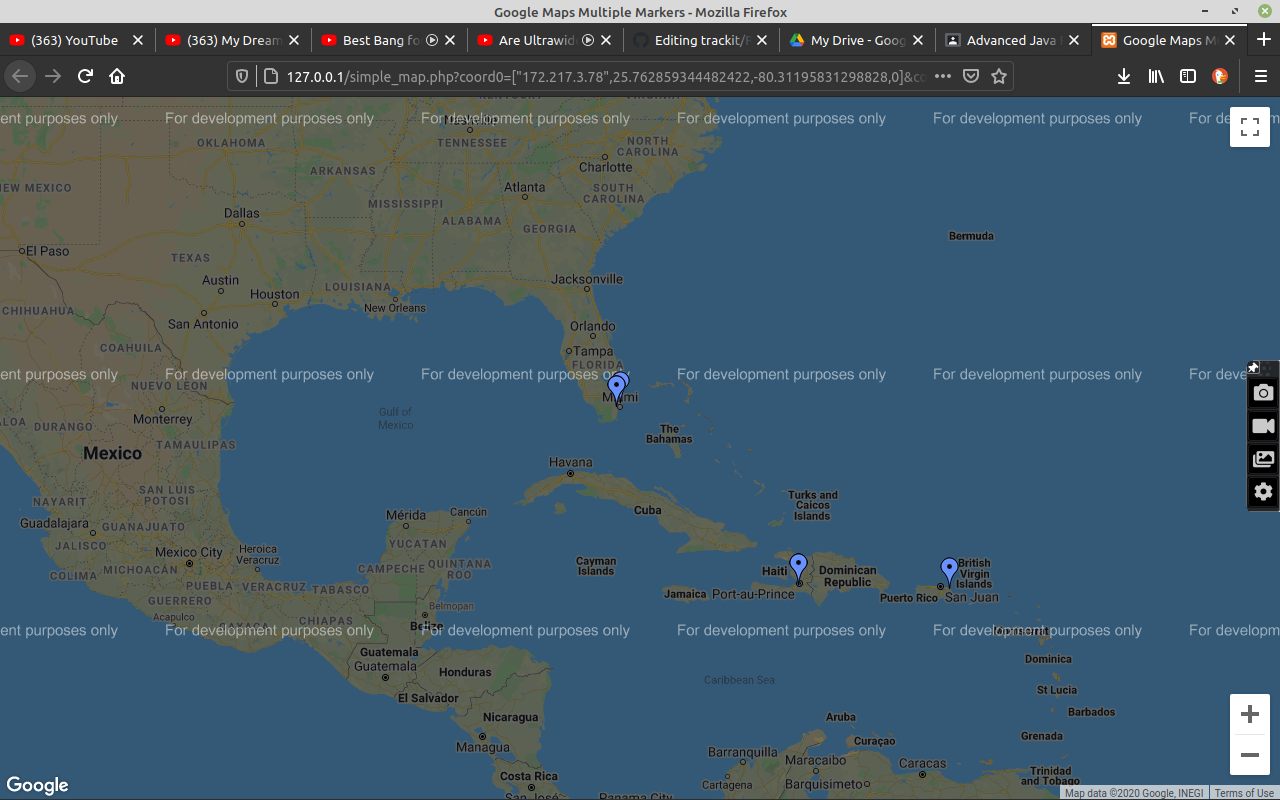 Google Maps Multiple Markers - Mozilla Firefox
(363) YouTube
(363) My Dream
Best Bang fo
Are Ultrawid
Editing trackit/
My Drive - Goog
Advanced Java
Google Maps M
127.0.0.1/simple_map.php?coord0=["172.217.3.78",25.762859344482422,-80.31195831298828,0]&co
ent purposes only
For development purposes only
For development purposes only
For development purposes only
For development purposes only
OKLAHOMA
TENNESSEE
NORTH
CAROLINA
Charlotte
ARKANSAS
NEW MEXICO
Atlanta
SOUTH
CAROLINA
MISSISSIPPI
Dallas
ALABAMA
GEORGIA
Bermuda
El Paso
TEXAS
Austin
Jacksonville
Houston
LOUISIANA
New Orleans
CHIHUAHUA
San Antonio
Orlando
COAHUILA
Tampa
FLORIDA
ent purposes only
For development purposes only
For development purposes only
For development purposes only
For development purposes only
For developm
NUEVO LEON
Miami
Monterrey
Gulf of
Mexico
DURANGO
The
Bahamas
TAMAULIPAS
Mexico
Havana
SAN LUIS
POTOSI
Turks and
Caicos
Islands
NAYARIT
Cuba
Mérida
Cancún
Guadalajara
GUANAJUATO
JALISCO
YUCATAN
Mexico City
Heroica
Veracruz
Cayman
Islands
British
Virgin
Islands
COLIMA
MICHOACÁN
CAMPECHE
QUINTANA
ROO
Haiti
Dominican
Republic
PUEBLA
VERACRUZ
TABASCO
Jamaica
Port-au-Prince
Puerto Rico
San Juan
GUERRERO
Acapulco
Belmopan
OAXACA
CHIAPAS
Belize
ent purposes only
For development purposes only
For development purposes only
For development purposes only
For development purposes only
For developm
Montserrat
Guatemala
Guatemala
Honduras
Dominica
El Salvador
Caribbean Sea
St Lucia
Nicaragua
Aruba
Barbados
Managua
Curaçao
Grenada
Barranquilla
Maracaibo
Caracas
Costa Rica
Cartagena
Barquisimeto
Trinidad
and Tobago
San José
Panama City
Google
Map data ©2020 Google, INEGI
Terms of Use